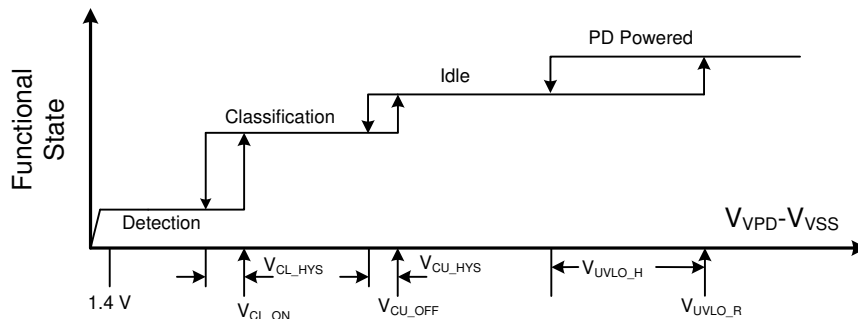 Functional
State
PD Powered
Idle
Classification
Detection
V_VPD-V_VSS
V_CL_HYS
V_CU_HYS
V_UVLO_H
1.4 V
V_CL_ON
V_CU_OFF
V_UVLO_R